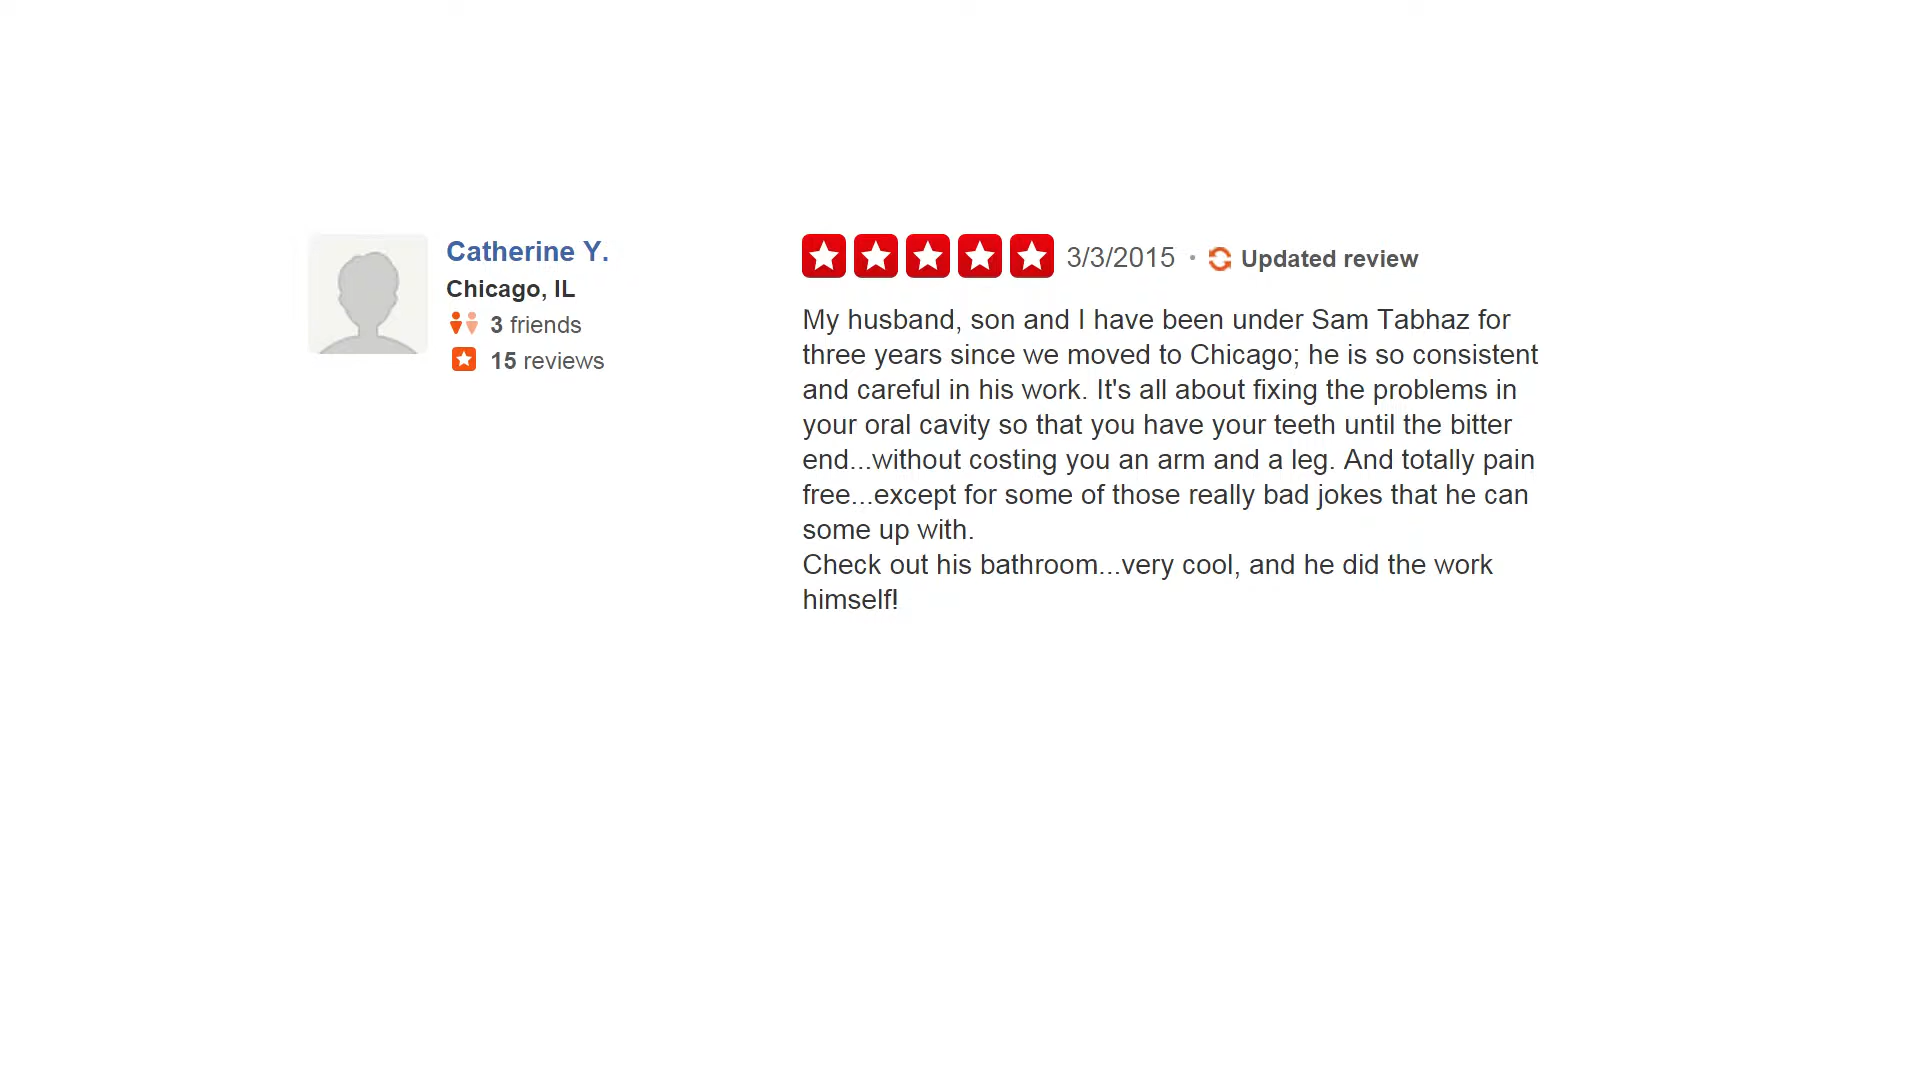 Catherine Y.
Chicago, IL
3 friends
15 reviews
3/3/2015 • Updated review
My husband, son and I have been under Sam Tabhaz for
three years since we moved to Chicago; he is so consistent
and careful in his work. It's all about fixing the problems in
your oral cavity so that you have your teeth until the bitter
end...without costing you an arm and a leg. And totally pain
free...except for some of those really bad jokes that he can
some up with.
Check out his bathroom...very cool, and he did the work
himself!